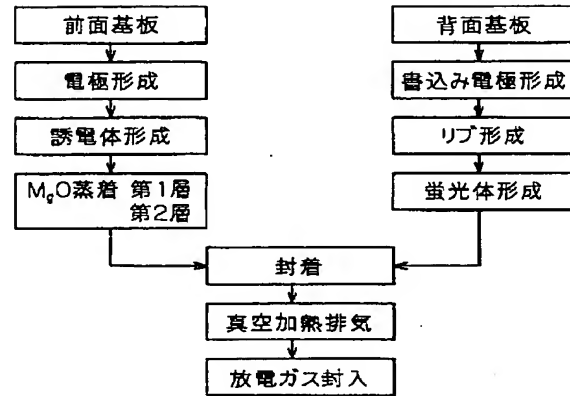 前面基板
電極形成
誘電体形成
MgO蒸着 第1層
第2層
背面基板
書込み電極形成
リブ形成
蛍光体形成
封着
真空加熱排気
放電ガス封入